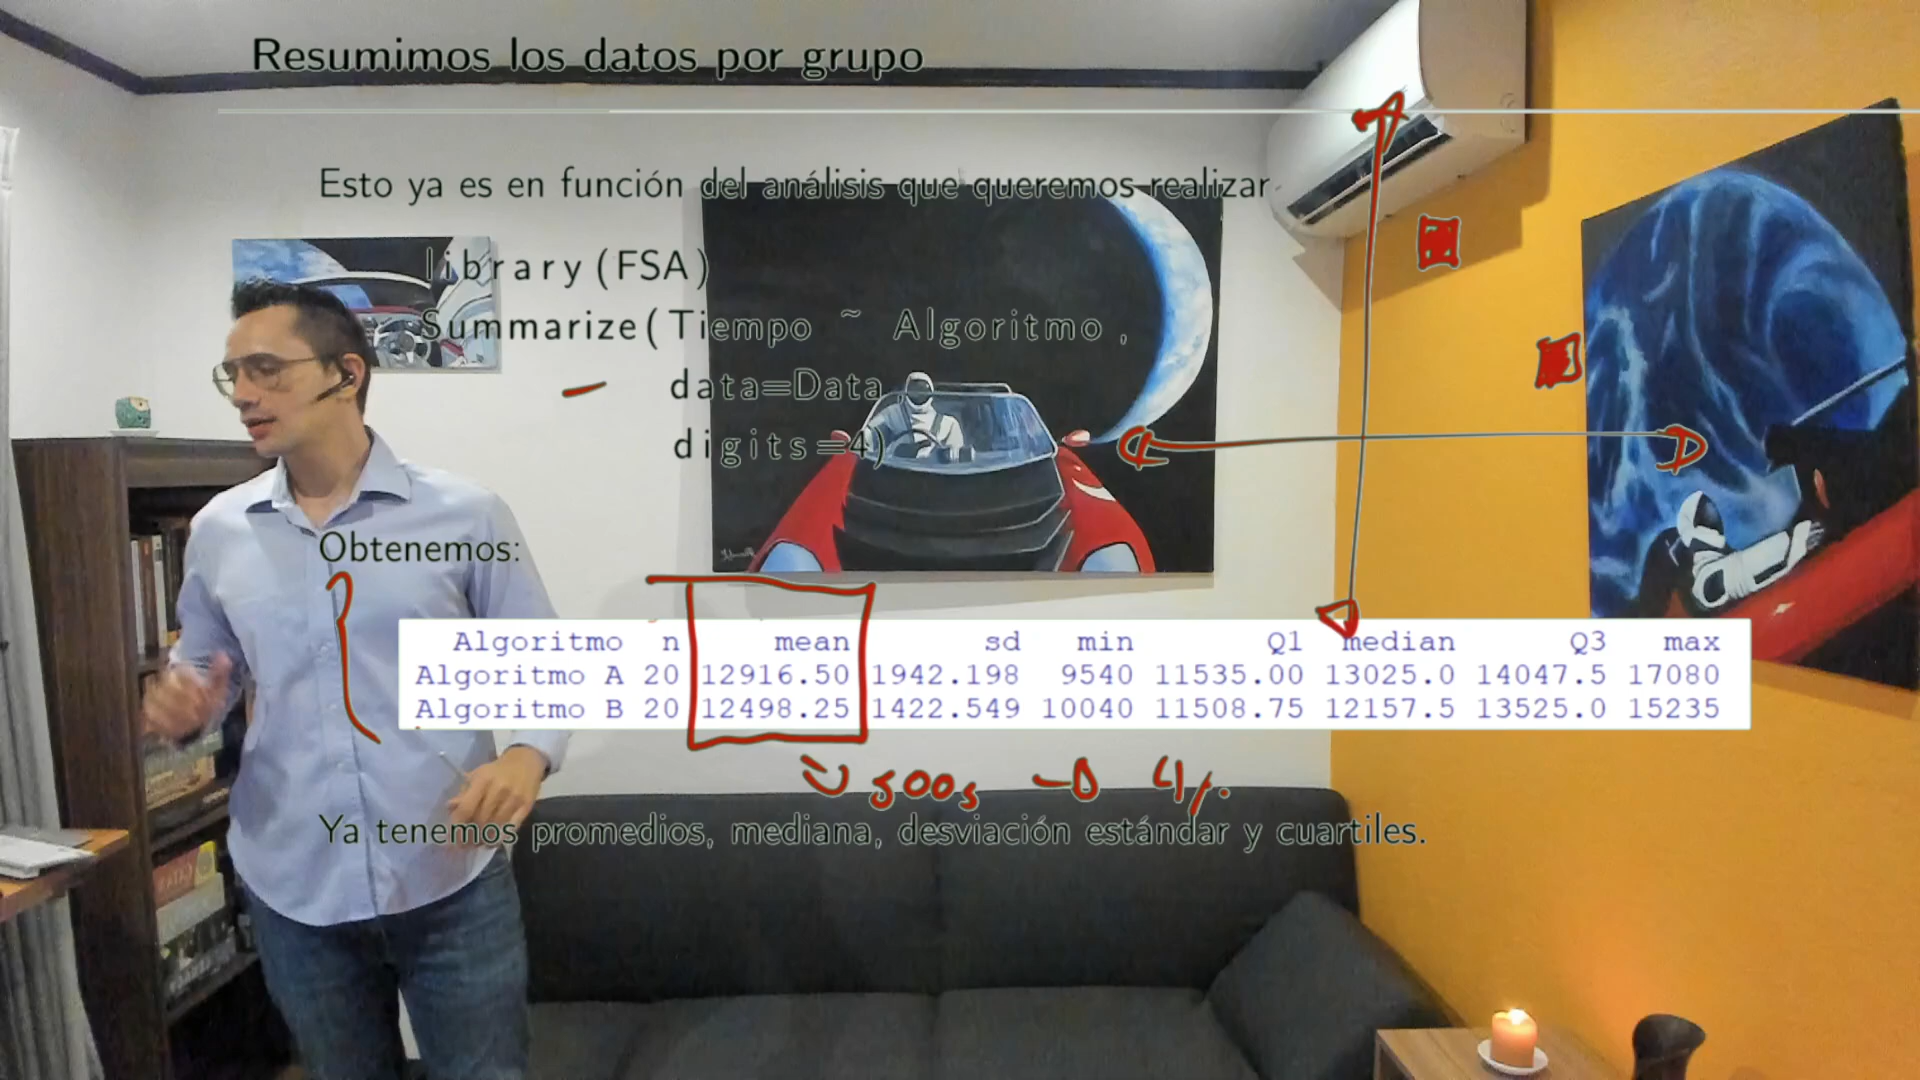 Resumimos los datos por grupo
Esto ya es en función del análisis que queremos realizar.
library(FSA)
Summarize(Tiempo ~ Algoritmo,
data=Data,
digits=4)
Obtenemos:
Algoritmo n mean sd min Q1 median Q3 max
Algoritmo A 20 12916.50 1942.198 9540 11535.00 13025.0 14047.5 17080
Algoritmo B 20 12498.25 1422.549 10040 11508.75 12157.5 13525.0 15235
500s → 4%
Ya tenemos promedios, mediana, desviación estándar y cuartiles.